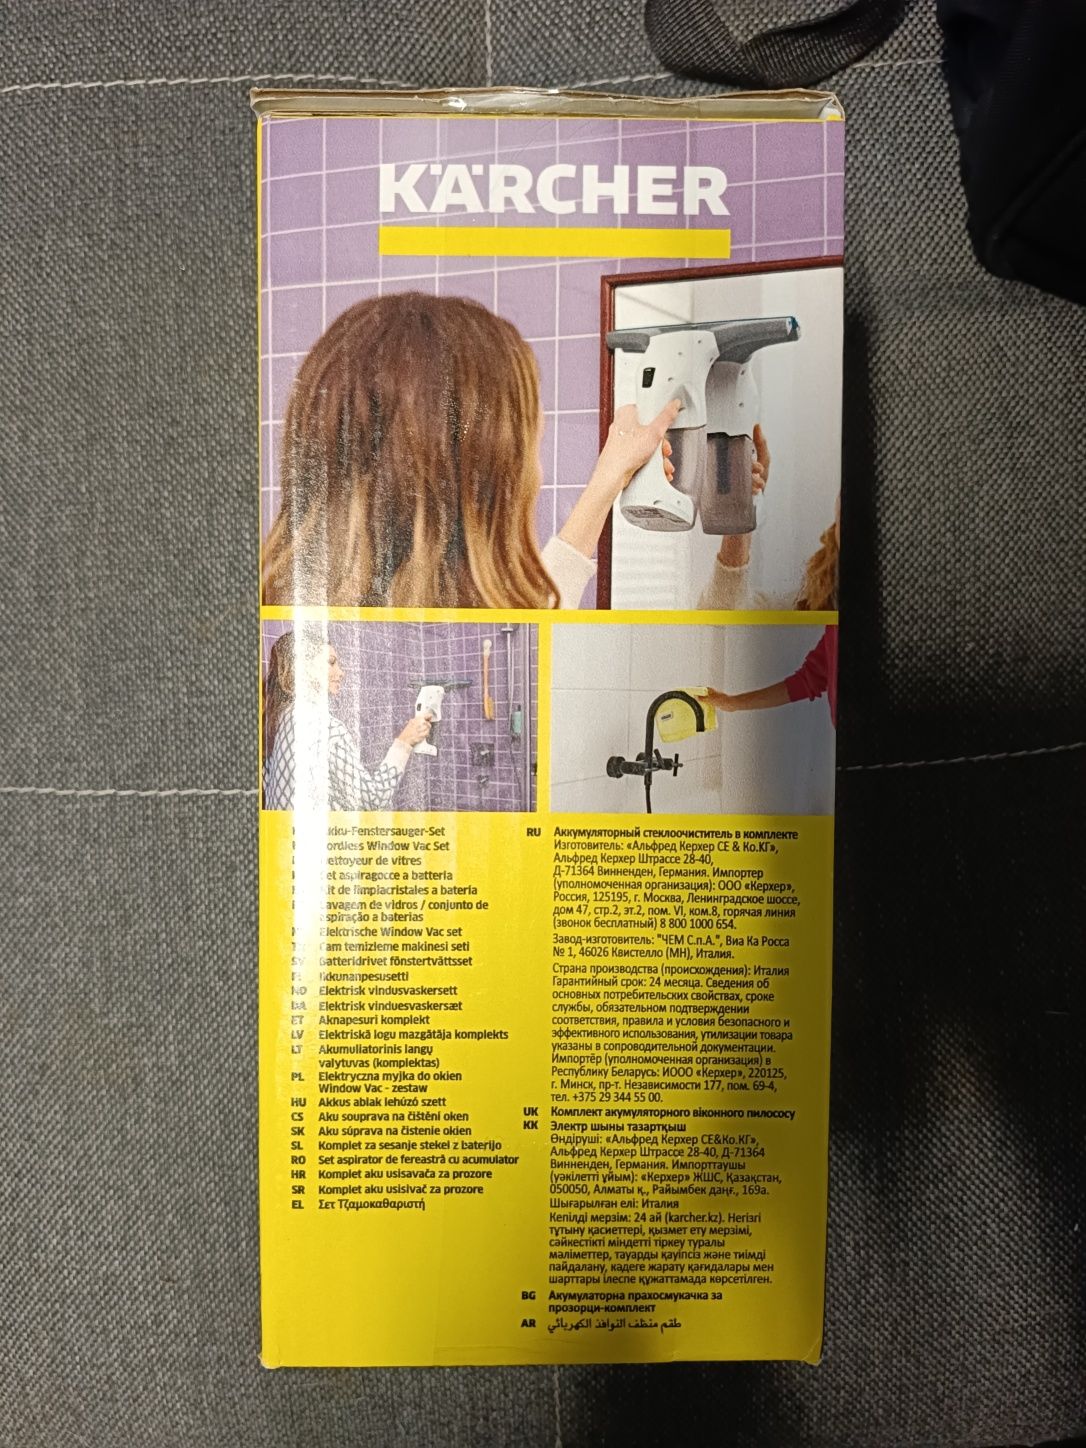 KÄRCHER
kku-Fenstersauger-Set
ordless Window Vac Set
ettoyeur de vitres
et aspiragocce a batteria
it de limpiacristales a bateria
avagem de vidros / conjunto de
aspiração a baterias
Elektrische Window Vac set
Cam temizleme makinesi seti
SV Batteridrivet fönstertvättsset
FI Ikkunanpesusetti
NO Elektrisk vindusvaskersett
DA Elektrisk vinduesvaskersæt
ET Aknapesuri komplekt
LV Elektriskā logu mazgātāja komplekts
LT Akumuliatorinis langų
valytuvas (komplektas)
PL Elektryczna myjka do okien
Window Vac - zestaw
HU Akkus ablak lehúzó szett
CS Aku souprava na čištění oken
SK Aku súprava na čistenie okien
SL Komplet za sesanje stekel z baterijo
RO Set aspirator de fereastră cu acumulator
HR Komplet aku usisavača za prozore
SR Komplet aku usisivač za prozore
EL Σετ Τζαμοκαθαριστή
RU Аккумуляторный стеклоочиститель в комплекте
Изготовитель: «Альфред Керхер СЕ & Ко.КГ»,
Альфред Керхер Штрассе 28-40,
Д-71364 Винненден, Германия. Импортер
(уполномоченная организация): ООО «Керхер»,
Россия, 125195, г. Москва, Ленинградское шоссе,
дом 47, стр.2, эт.2, пом. VI, ком.8, горячая линия
(звонок бесплатный) 8 800 1000 654.
Завод-изготовитель: "ЧЕМ С.п.А.", Виа Ка Росса
№ 1, 46026 Квистелло (МН), Италия.
Страна производства (происхождения): Италия
Гарантийный срок: 24 месяца. Сведения об
основных потребительских свойствах, сроке
службы, обязательном подтверждении
соответствия, правила и условия безопасного и
эффективного использования, утилизации товара
указаны в сопроводительной документации.
Импортёр (уполномоченная организация) в
Республику Беларусь: ИООО «Керхер», 220125,
г. Минск, пр-т. Независимости 177, пом. 69-4,
тел. +375 29 344 55 00.
UK Комплект акумуляторного віконного пилососу
KK Электр шыны тазартқыш
Өндіруші: «Альфред Керхер СЕ&Ко.КГ»,
Альфред Керхер Штрассе 28-40, Д-71364
Винненден, Германия. Импорттаушы
(уәкілетті ұйым): «Керхер» ЖШС, Қазақстан,
050050, Алматы қ., Райымбек даңғ., 169а.
Шығарылған елі: Италия
Кепілді мерзім: 24 ай (karcher.kz). Негізгі
тұтыну қасиеттері, қызмет ету мерзімі,
сәйкестікті міндетті тіркеу туралы
мәліметтер, тауарды қауіпсіз және тиімді
пайдалану, кәдеге жарату қағидалары мен
шарттары ілеспе құжаттамада көрсетілген.
BG Акумулаторна прахосмукачка за
прозорци-комплект
AR طقم منظف النوافذ الكهربائي